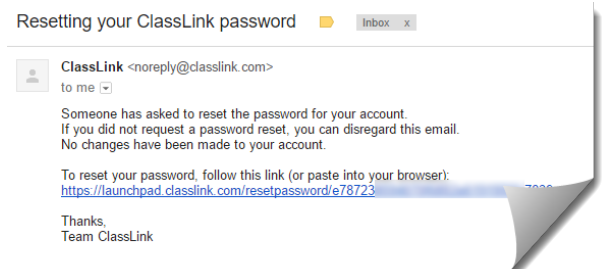 Resetting your ClassLink password Inbox x
ClassLink <noreply@classlink.com>
to me
Someone has asked to reset the password for your account.
If you did not request a password reset, you can disregard this email.
No changes have been made to your account.
To reset your password, follow this link (or paste into your browser):
https://launchpad.classlink.com/resetpassword/e78723
Thanks,
Team ClassLink